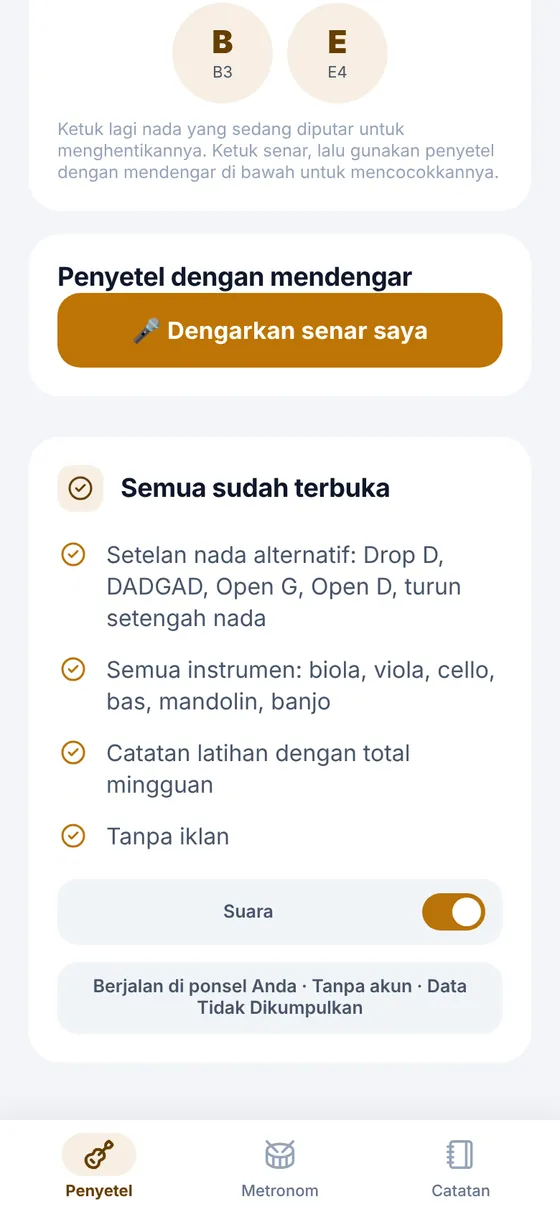 B
B3
E
E4
Ketuk lagi nada yang sedang diputar untuk
menghentikannya. Ketuk senar, lalu gunakan penyetel
dengan mendengar di bawah untuk mencocokkannya.
Penyetel dengan mendengar
🎤 Dengarkan senar saya
Semua sudah terbuka
Setelan nada alternatif: Drop D,
DADGAD, Open G, Open D, turun
setengah nada
Semua instrumen: biola, viola, cello,
bas, mandolin, banjo
Catatan latihan dengan total
mingguan
Tanpa iklan
Suara
Berjalan di ponsel Anda · Tanpa akun · Data
Tidak Dikumpulkan
Penyetel
Metronom
Catatan